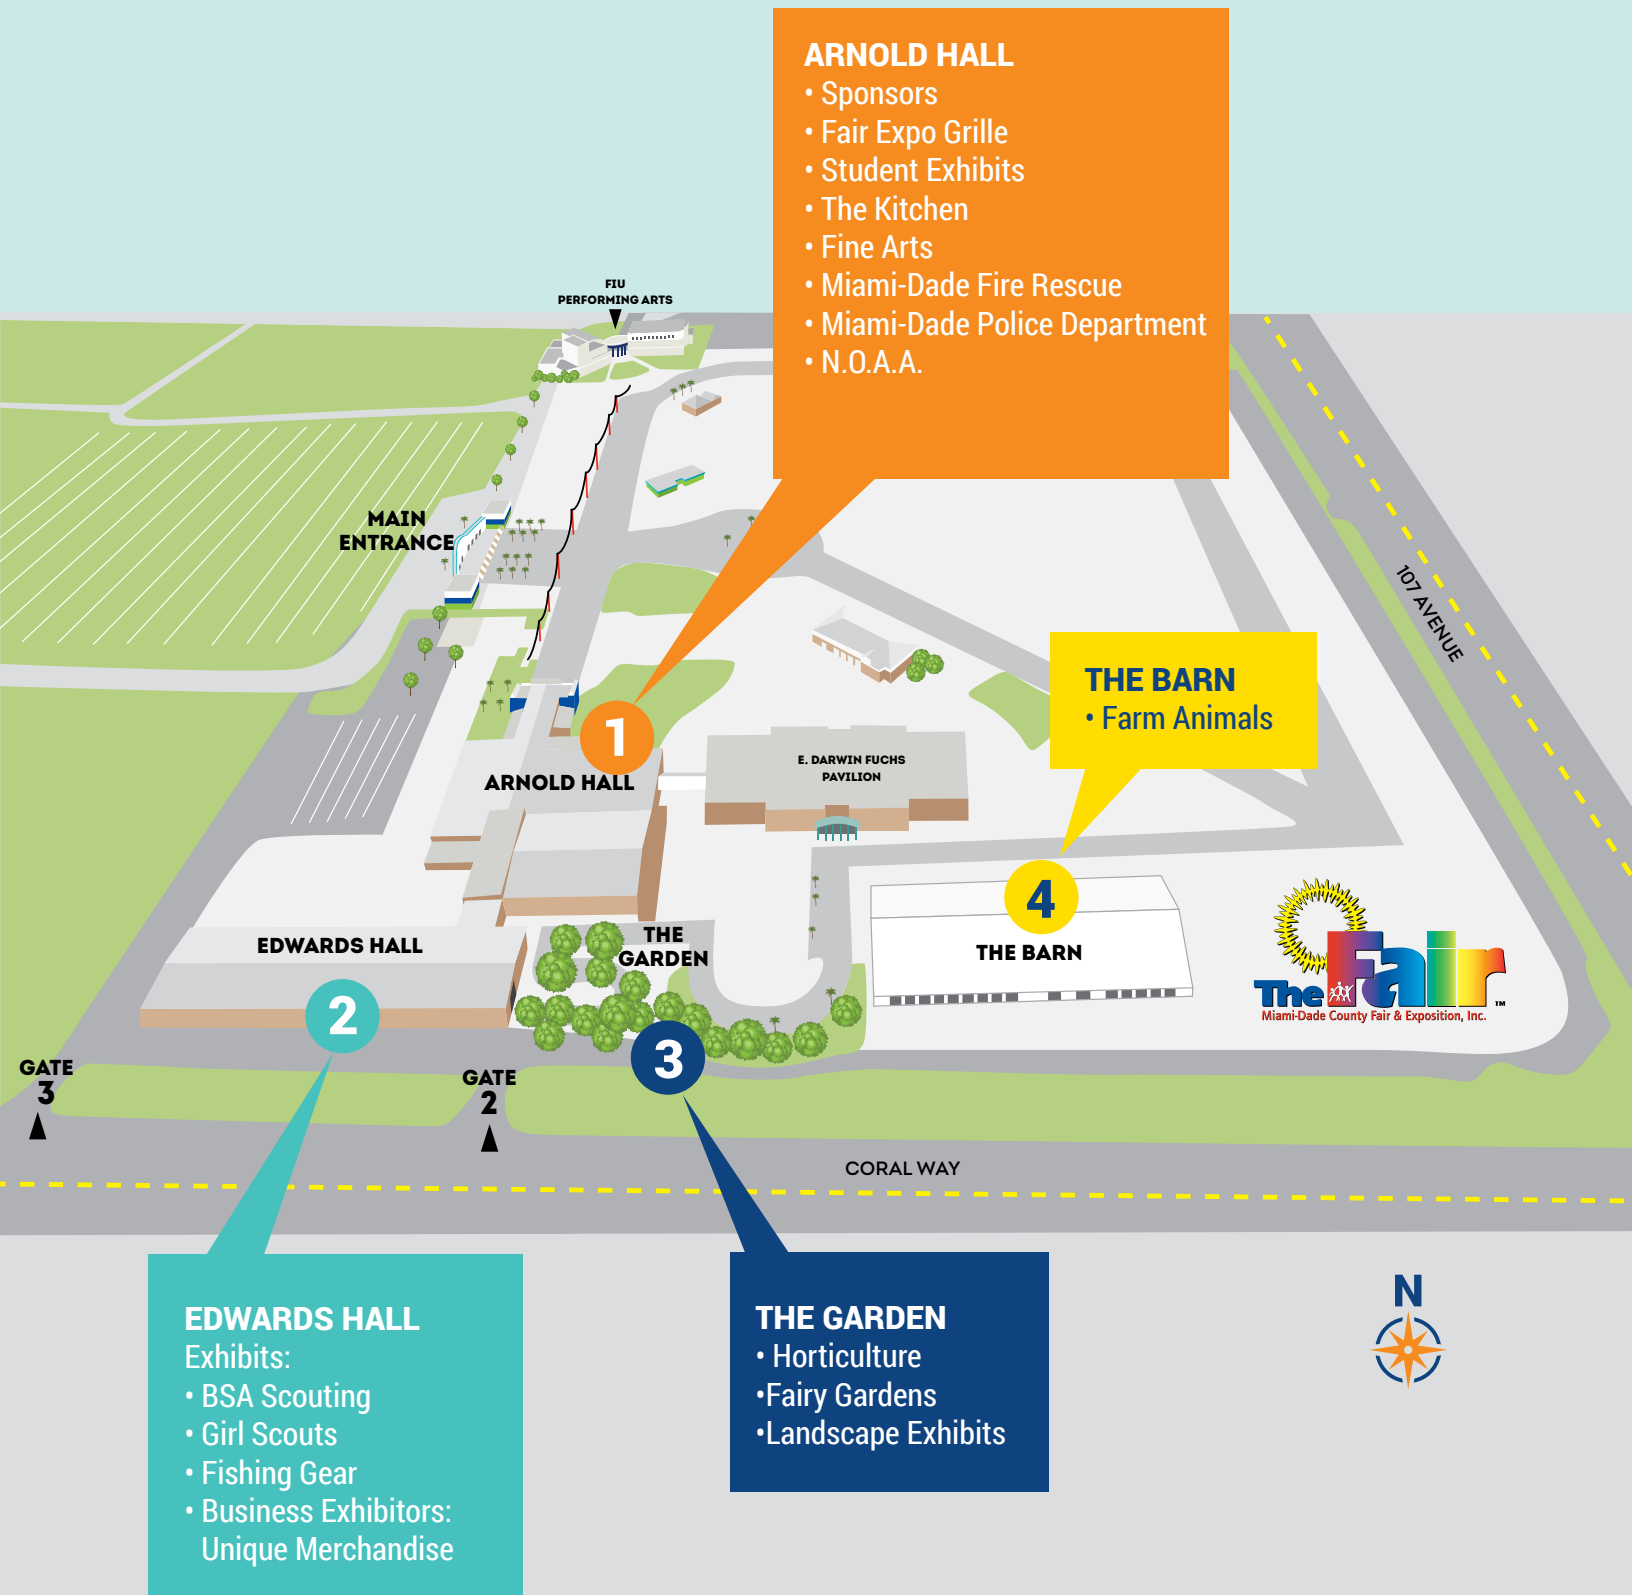 ARNOLD HALL
• Sponsors
• Fair Expo Grille
• Student Exhibits
• The Kitchen
• Fine Arts
• Miami-Dade Fire Rescue
• Miami-Dade Police Department
• N.O.A.A.
FIU
PERFORMING ARTS
MAIN
ENTRANCE
107 AVENUE
THE BARN
• Farm Animals
1
ARNOLD HALL
E. DARWIN FUCHS
PAVILION
4
THE BARN
EDWARDS HALL
THE
GARDEN
2
3
The Fair TM
Miami-Dade County Fair & Exposition, Inc.
GATE
3
GATE
2
CORAL WAY
EDWARDS HALL
Exhibits:
• BSA Scouting
• Girl Scouts
• Fishing Gear
• Business Exhibitors:
Unique Merchandise
THE GARDEN
• Horticulture
•Fairy Gardens
•Landscape Exhibits
N